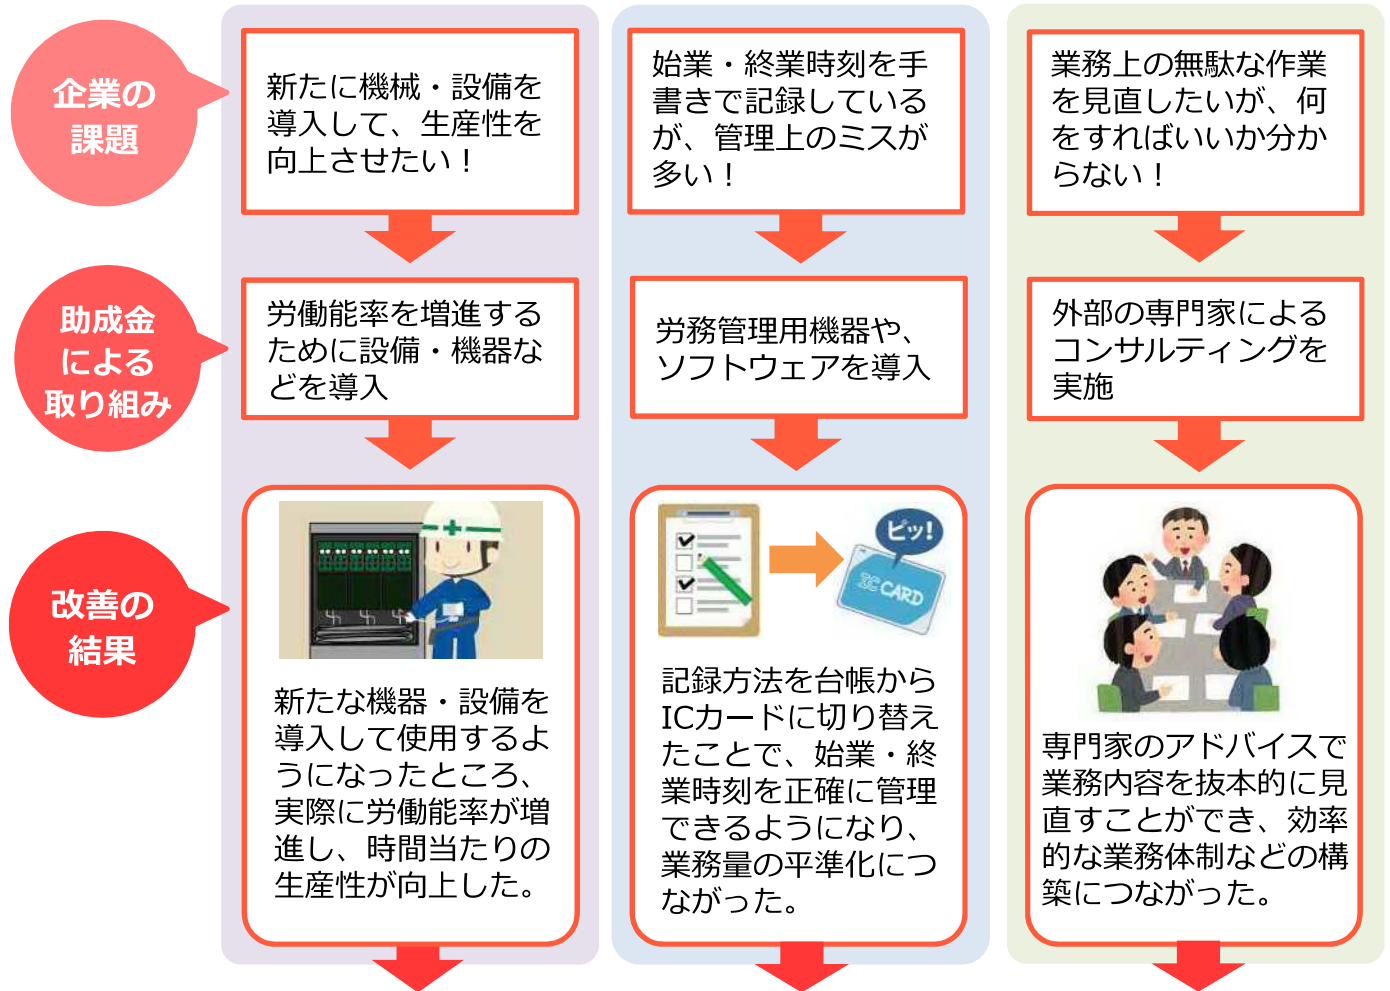 企業の
課題
新たに機械・設備を
導入して、生産性を
向上させたい！
始業・終業時刻を手
書きで記録している
が、管理上のミスが
多い！
業務上の無駄な作業
を見直したいが、何
をすればいいか分か
らない！
助成金
による
取り組み
労働能率を増進する
ために設備・機器な
どを導入
労務管理用機器や、
ソフトウェアを導入
外部の専門家による
コンサルティングを
実施
改善の
結果
新たな機器・設備を
導入して使用するよ
うになったところ、
実際に労働能率が増
進し、時間当たりの
生産性が向上した。
ピッ!
IC CARD
記録方法を台帳から
ICカードに切り替え
たことで、始業・終
業時刻を正確に管理
できるようになり、
業務量の平準化につ
ながった。
専門家のアドバイスで
業務内容を抜本的に見
直すことができ、効率
的な業務体制などの構
築につながった。